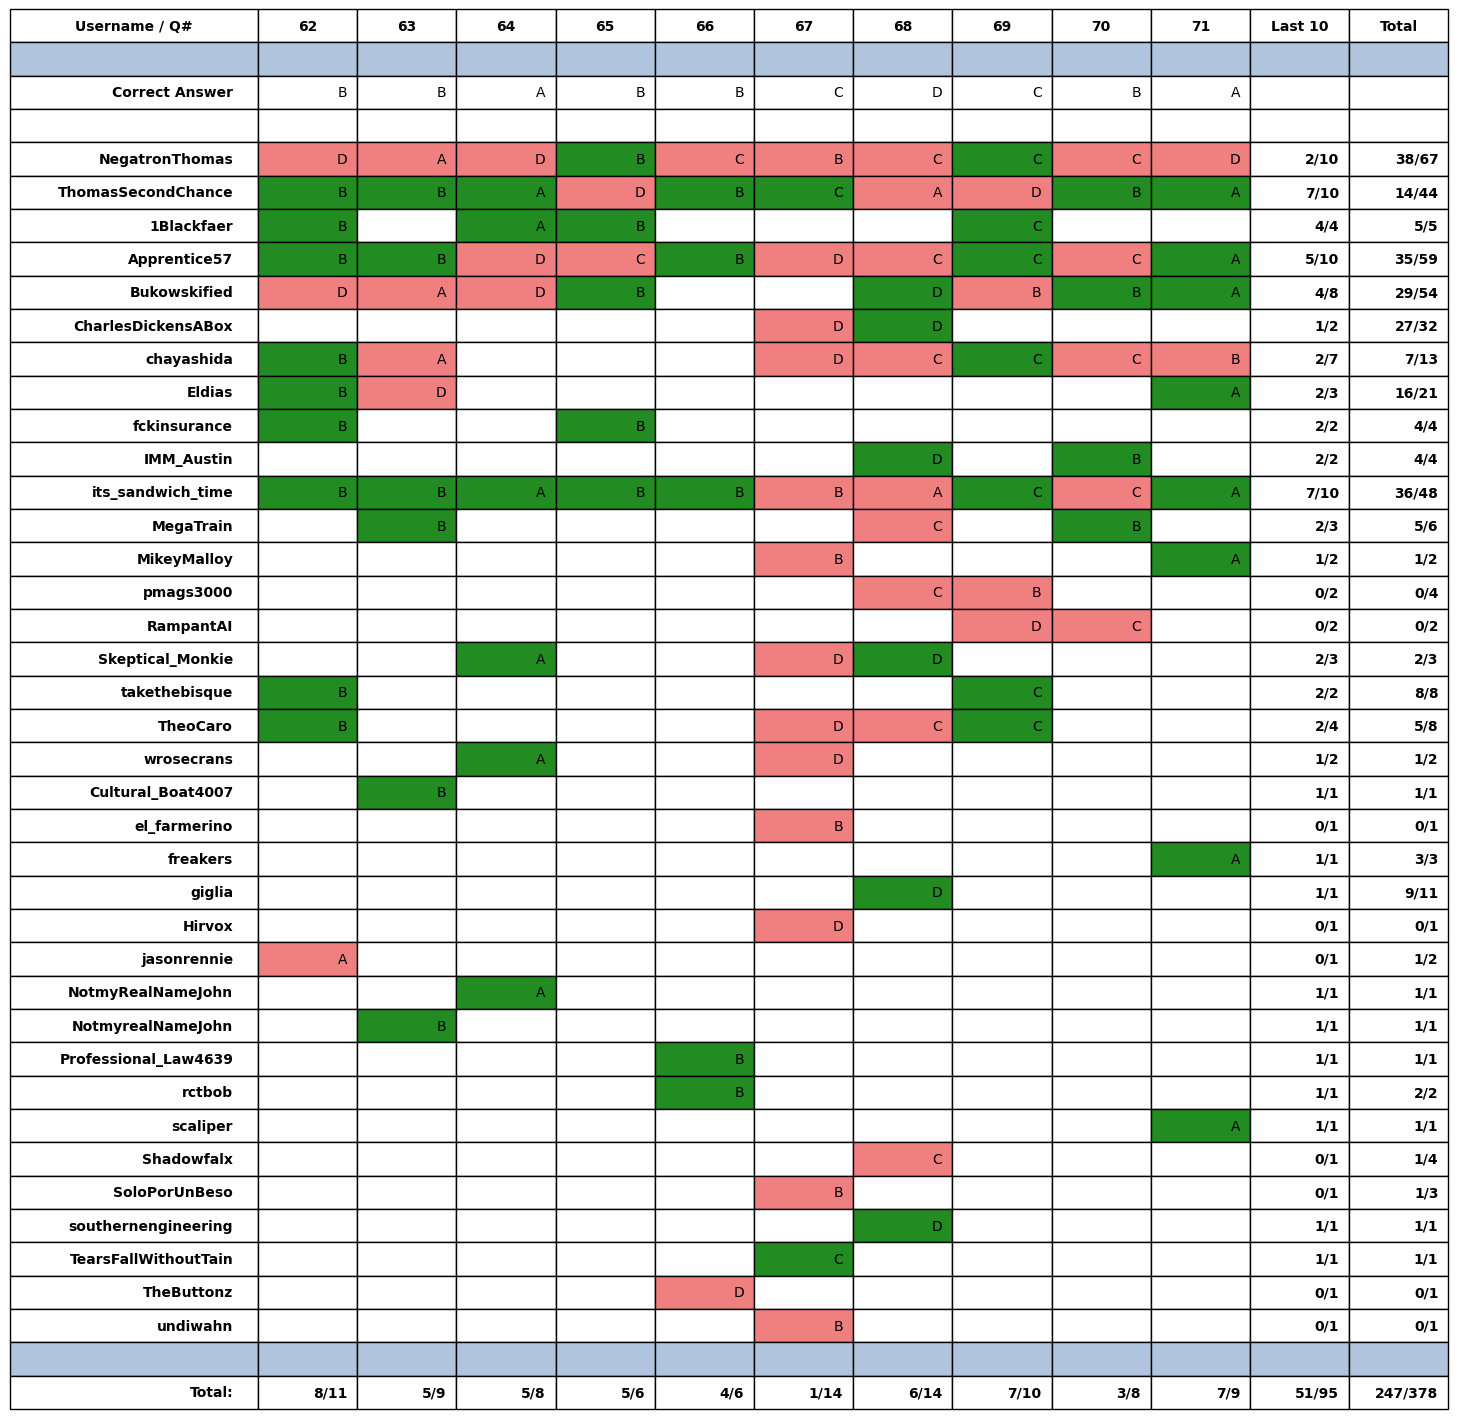 Username / Q# 62 63 64 65 66 67 68 69 70 71 Last 10 Total
Correct Answer B B A B B C D C B A
NegatronThomas D A D B C B C C C D 2/10 38/67
ThomasSecondChance B B A D B C A D B A 7/10 14/44
1Blackfaer B A B C 4/4 5/5
Apprentice57 B B D C B D C C C A 5/10 35/59
Bukowskified D A D B D B B A 4/8 29/54
CharlesDickensABox D D 1/2 27/32
chayashida B A D C C C B 2/7 7/13
Eldias B D A 2/3 16/21
fckinsurance B B 2/2 4/4
IMM_Austin D B 2/2 4/4
its_sandwich_time B B A B B B A C C A 7/10 36/48
MegaTrain B C B 2/3 5/6
MikeyMalloy B A 1/2 1/2
pmags3000 C B 0/2 0/4
RampantAI D C 0/2 0/2
Skeptical_Monkie A D D 2/3 2/3
takethebisque B C 2/2 8/8
TheoCaro B D C C 2/4 5/8
wrosecrans A D 1/2 1/2
Cultural_Boat4007 B 1/1 1/1
el_farmerino B 0/1 0/1
freakers A 1/1 3/3
giglia D 1/1 9/11
Hirvox D 0/1 0/1
jasonrennie A 0/1 1/2
NotmyRealNameJohn A 1/1 1/1
NotmyrealNameJohn B 1/1 1/1
Professional_Law4639 B 1/1 1/1
rctbob B 1/1 2/2
scaliper A 1/1 1/1
Shadowfalx C 0/1 1/4
SoloPorUnBeso B 0/1 1/3
southernengineering D 1/1 1/1
TearsFallWithoutTain C 1/1 1/1
TheButtonz D 0/1 0/1
undiwahn B 0/1 0/1
Total: 8/11 5/9 5/8 5/6 4/6 1/14 6/14 7/10 3/8 7/9 51/95 247/378